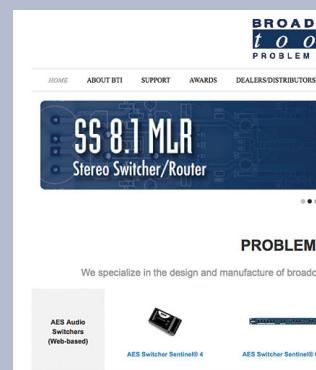 BROAD
too
PROBLEM
HOME ABOUT BTI SUPPORT AWARDS DEALERS/DISTRIBUTORS
SS 8.1 MLR
Stereo Switcher/Router
PROBLEM
We specialize in the design and manufacture of broadc
AES Audio
Switchers
(Web-based)
AES Switcher Sentinel® 4
AES Switcher Sentinel®